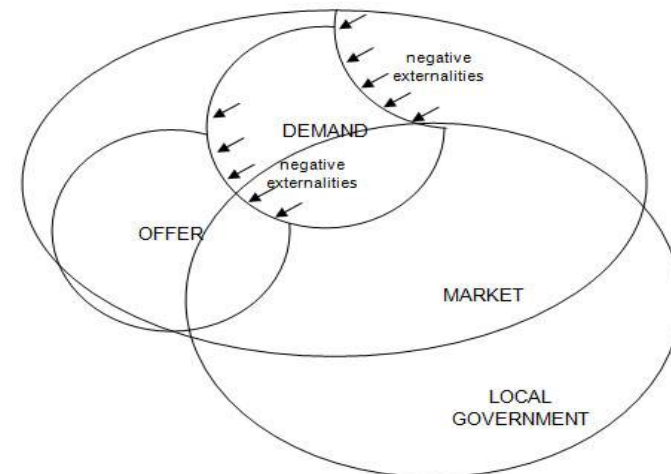 negative
externalities
DEMAND
negative
externalities
OFFER
MARKET
LOCAL
GOVERNMENT